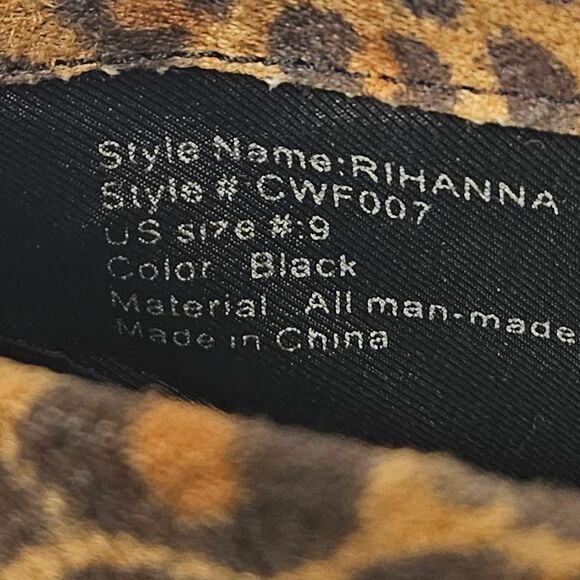 Style Name:RIHANNA
Style # CWF007
US size #:9
Color Black
Material All man-made
Made in China